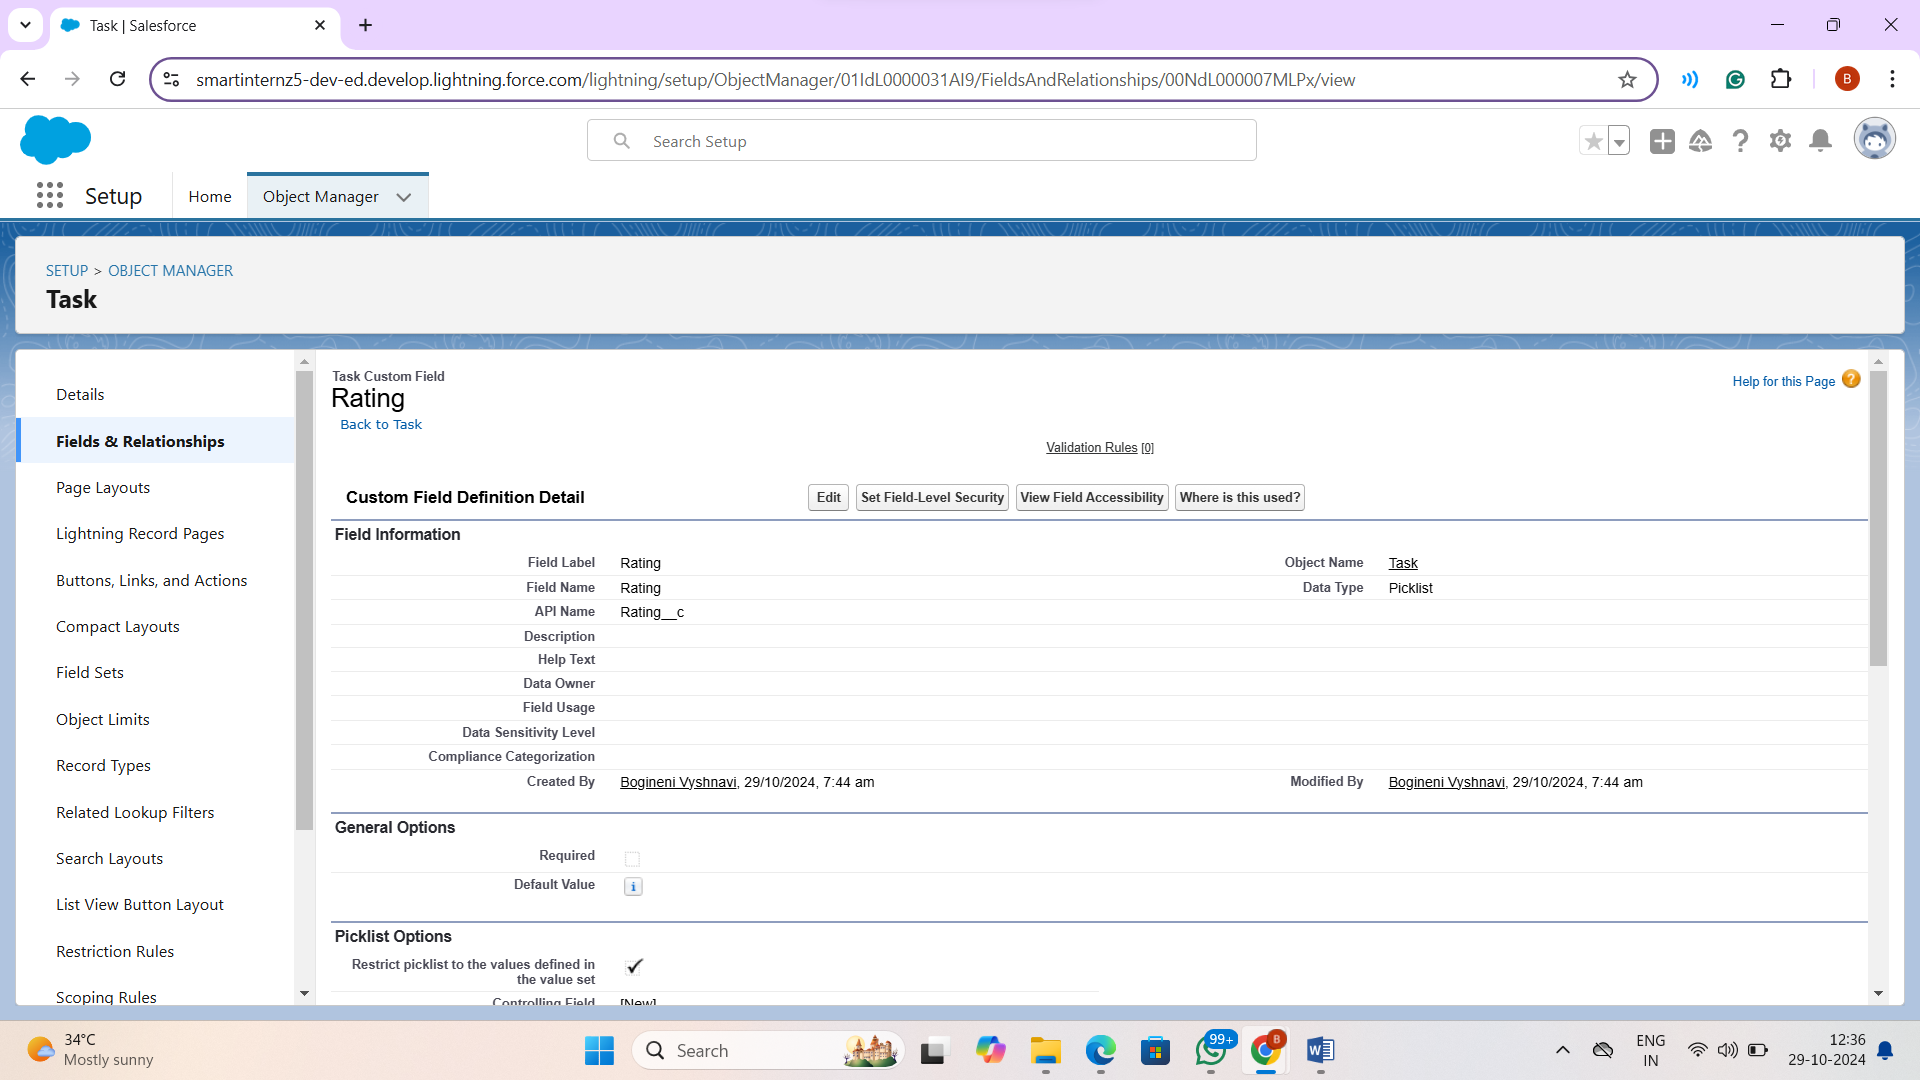 Task | Salesforce
smartinternz5-dev-ed.develop.lightning.force.com/lightning/setup/ObjectManager/01IdL0000031AI9/FieldsAndRelationships/00NdL000007MLPx/view
B
Search Setup
Setup
Home
Object Manager
SETUP > OBJECT MANAGER
Task
Details
Fields & Relationships
Page Layouts
Lightning Record Pages
Buttons, Links, and Actions
Compact Layouts
Field Sets
Object Limits
Record Types
Related Lookup Filters
Search Layouts
List View Button Layout
Restriction Rules
Scoping Rules
Task Custom Field
Rating
Back to Task
Help for this Page ?
Validation Rules [0]
Custom Field Definition Detail
Edit
Set Field-Level Security
View Field Accessibility
Where is this used?
Field Information
Field Label Rating Object Name Task
Field Name Rating Data Type Picklist
API Name Rating__c
Description
Help Text
Data Owner
Field Usage
Data Sensitivity Level
Compliance Categorization
Created By Bogineni Vyshnavi, 29/10/2024, 7:44 am Modified By Bogineni Vyshnavi, 29/10/2024, 7:44 am
General Options
Required
Default Value i
Picklist Options
Restrict picklist to the values defined in
the value set
Controlling Field [New]
34°C
Mostly sunny
Search
99+
B
W
ENG
IN
12:36
29-10-2024